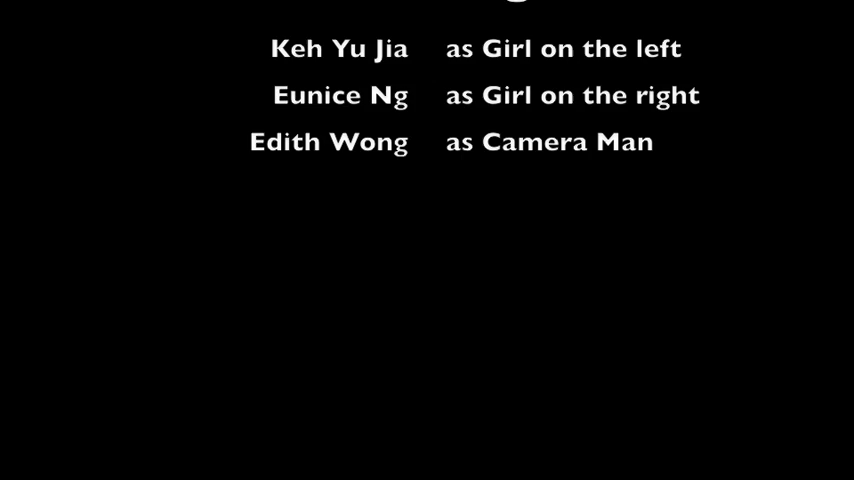 Keh Yu Jia as Girl on the left
Eunice Ng as Girl on the right
Edith Wong as Camera Man